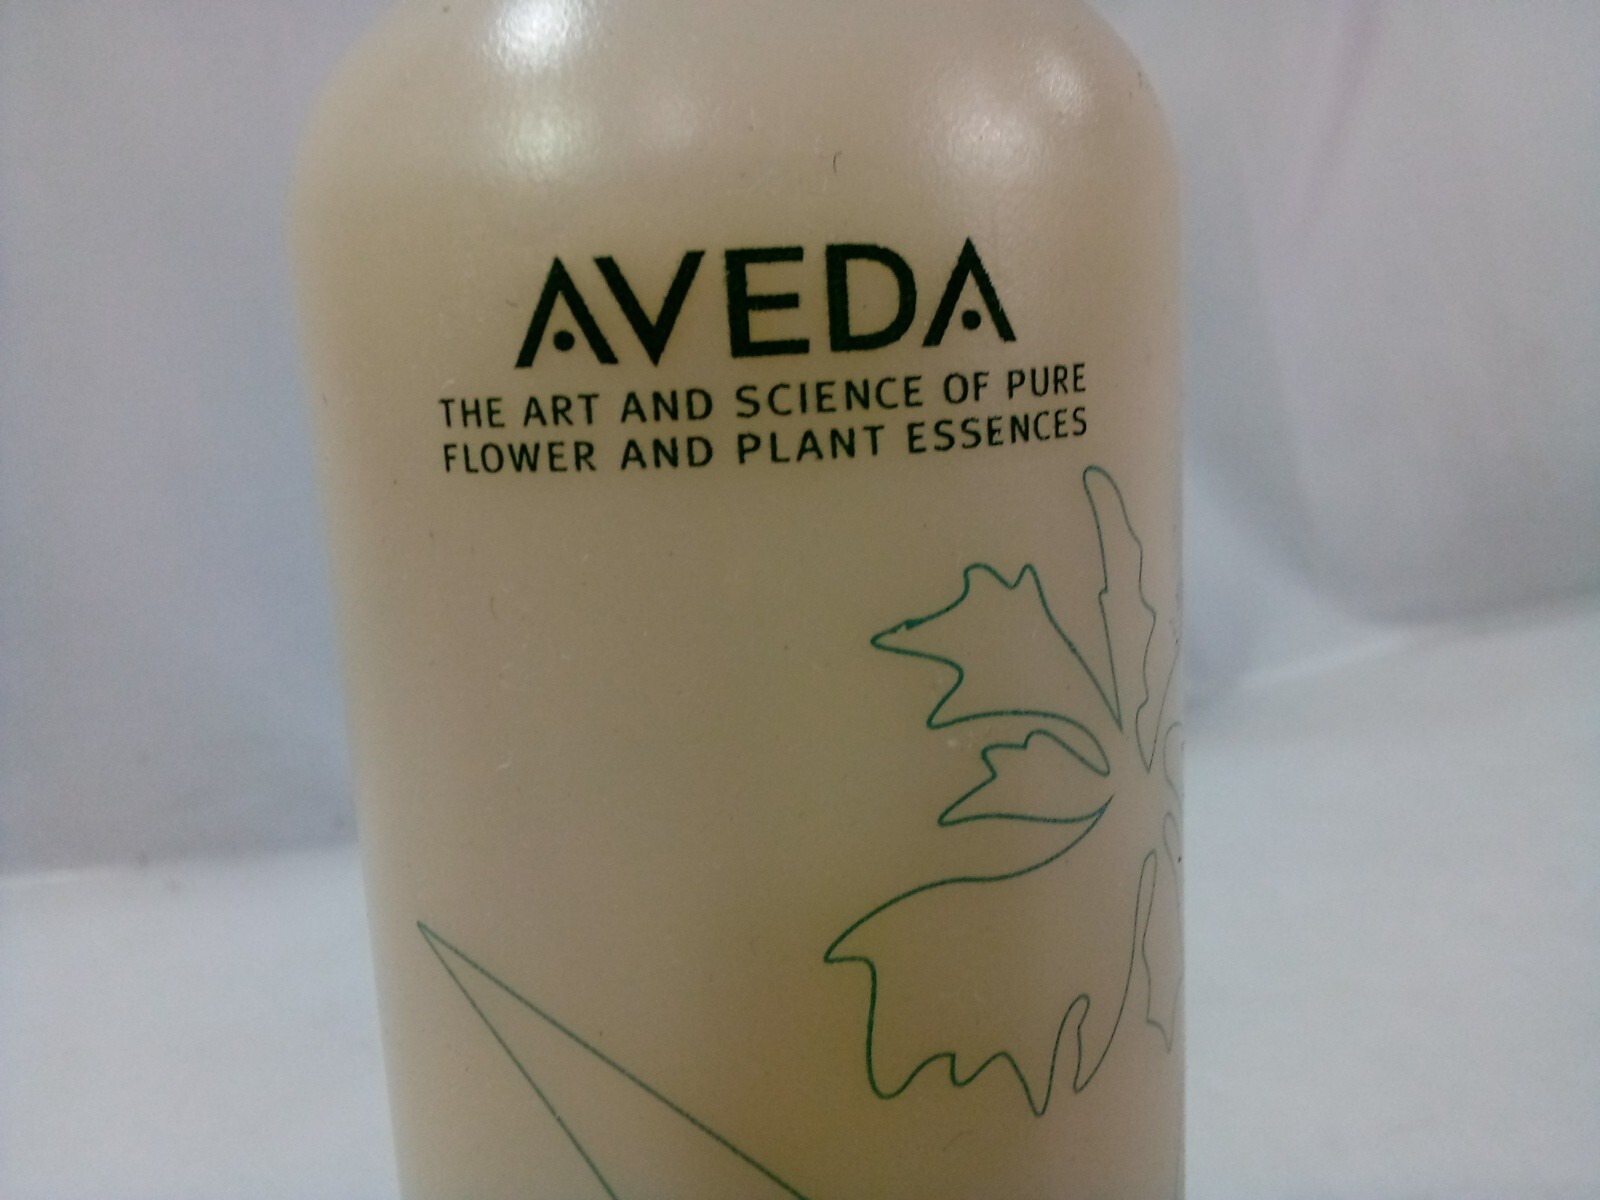 AVEDA
THE ART AND SCIENCE OF PURE
FLOWER AND PLANT ESSENCES